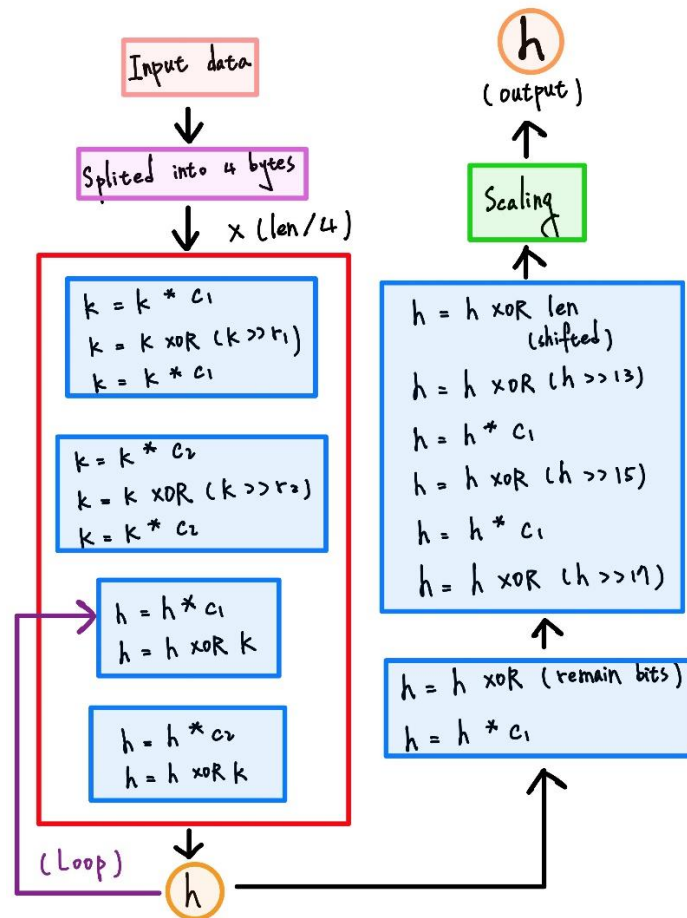 Input data
Splited into 4 bytes
x (len/4)
k = k * c1
k = k XOR (k >> r1)
k = k * c1
k = k * c2
k = k XOR (k >> r2)
k = k * c2
h = h * c1
h = h XOR k
h = h * c2
h = h XOR k
(Loop)
h
h = h XOR (remain bits)
h = h * c1
h = h XOR len
(shifted)
h = h XOR (h >> 13)
h = h * c1
h = h XOR (h >> 15)
h = h * c1
h = h XOR (h >> 17)
Scaling
h
(output)